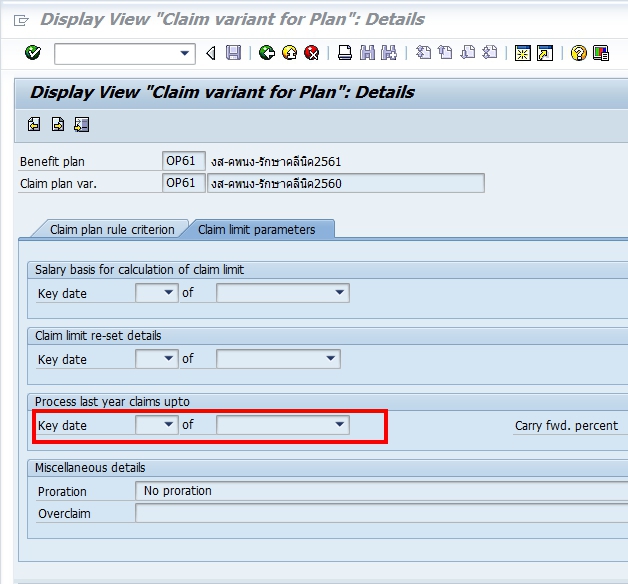 Display View "Claim variant for Plan": Details
Display View "Claim variant for Plan": Details
Benefit plan OP61 งส-คพนง-รักษาคลีนิค2561
Claim plan var. OP61 งส-คพนง-รักษาคลีนิค2560
Claim plan rule criterion Claim limit parameters
Salary basis for calculation of claim limit
Key date of
Claim limit re-set details
Key date of
Process last year claims upto
Key date of Carry fwd. percent
Miscellaneous details
Proration No proration
Overclaim